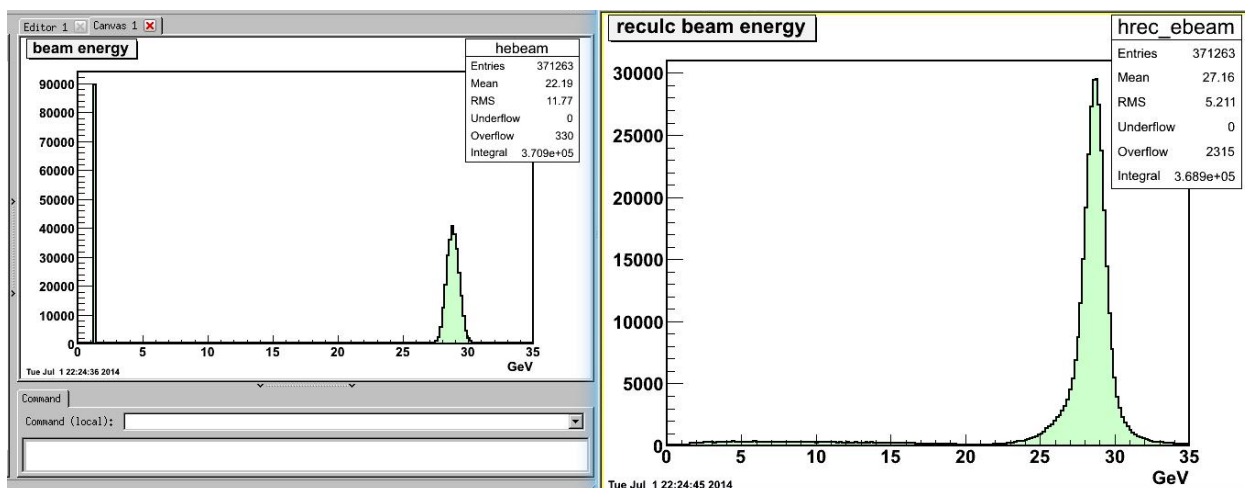 Editor 1 Canvas 1
beam energy
hebeam
Entries 371263
Mean 22.19
RMS 11.77
Underflow 0
Overflow 330
Integral 3.709e+05
90000
80000
70000
60000
50000
40000
30000
20000
10000
0
0 5 10 15 20 25 30 35
GeV
Tue Jul 1 22:24:36 2014
Command
Command (local):
reculc beam energy
hrec_ebeam
Entries 371263
Mean 27.16
RMS 5.211
Underflow 0
Overflow 2315
Integral 3.689e+05
30000
25000
20000
15000
10000
5000
0
0 5 10 15 20 25 30 35
GeV
Tue Jul 1 22:24:45 2014